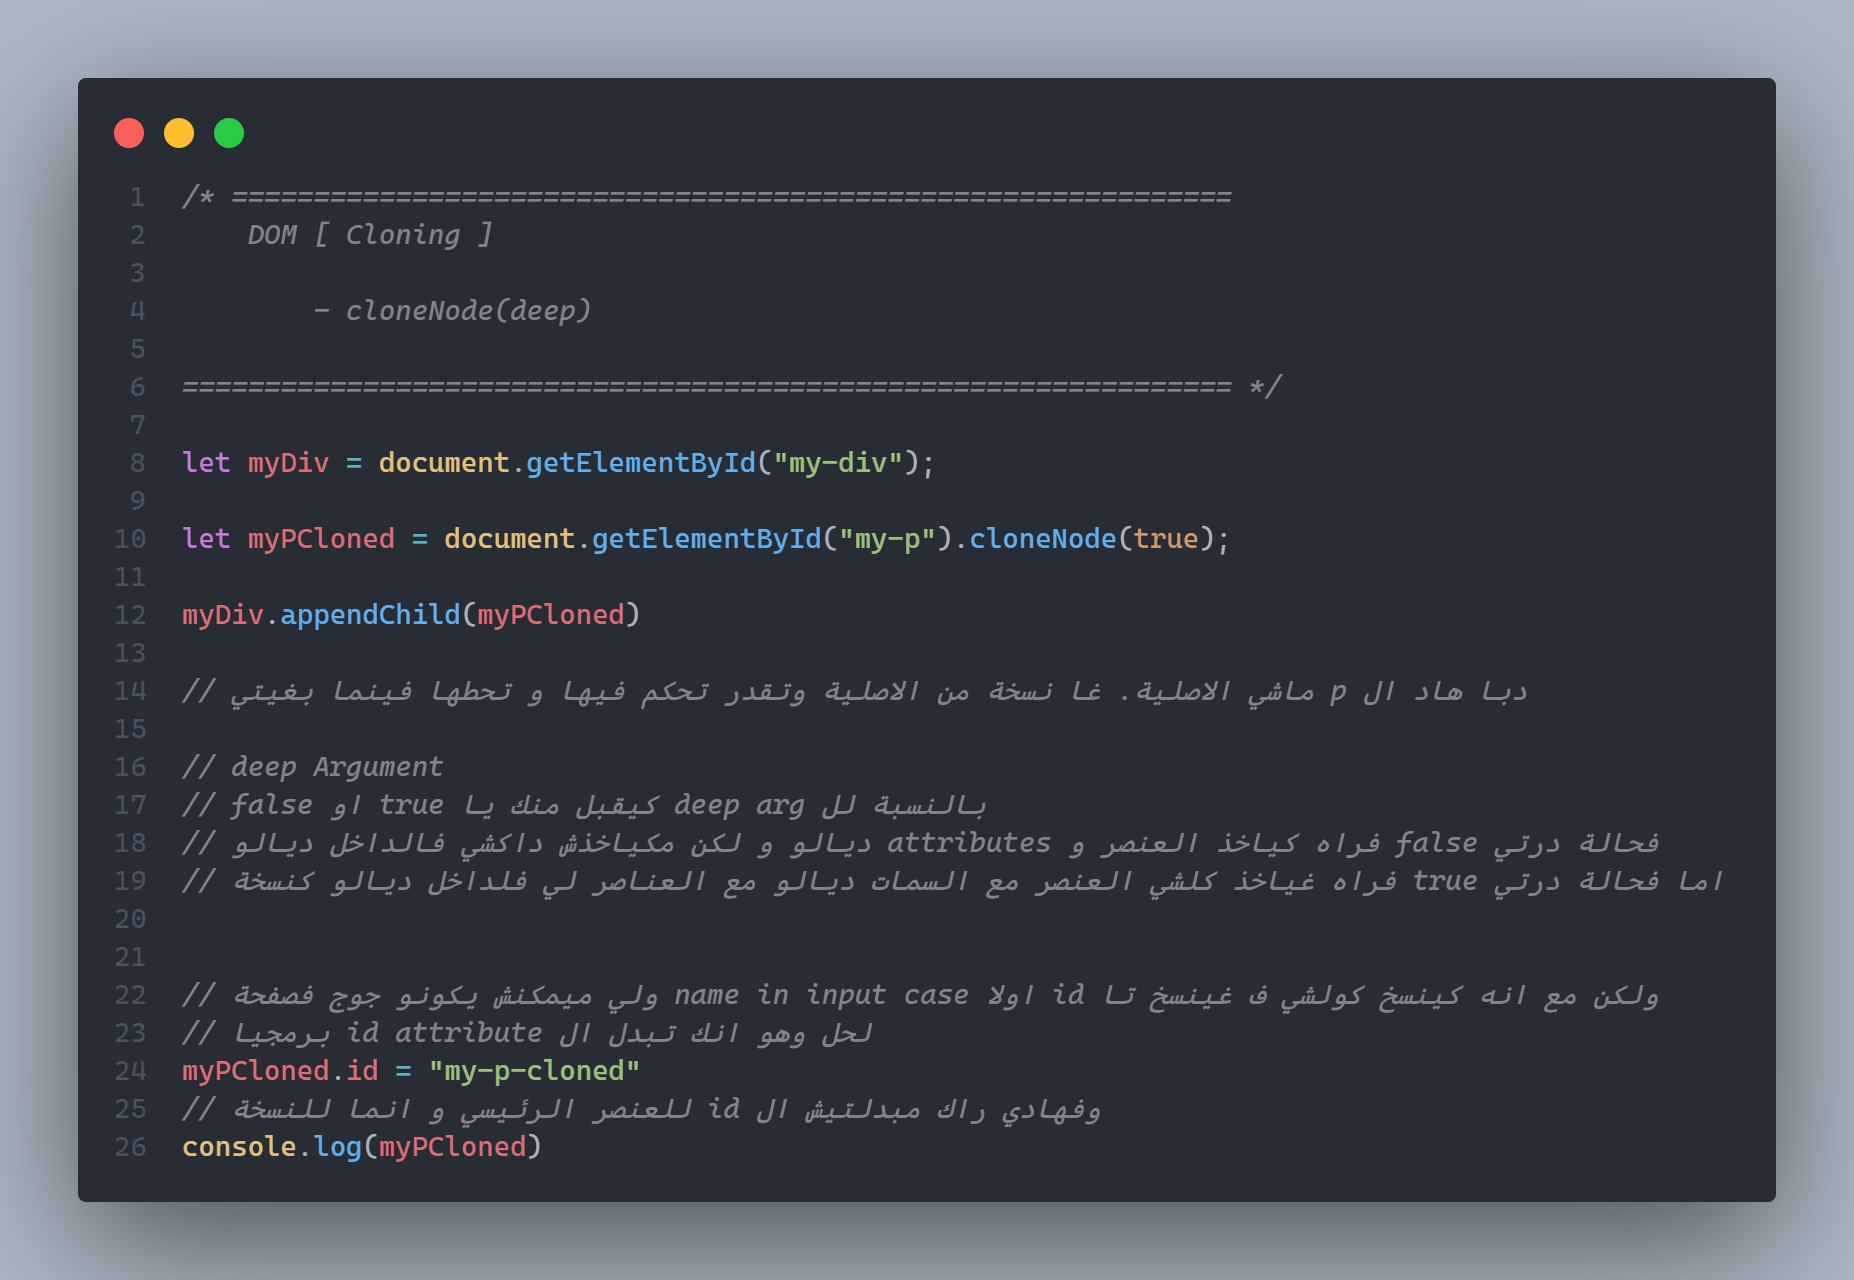 1 /* =============================================================
2 DOM [ Cloning ]
3
4 - cloneNode(deep)
5
6 ================================================================ */
7
8 let myDiv = document.getElementById("my-div");
9
10 let myPCloned = document.getElementById("my-p").cloneNode(true);
11
12 myDiv.appendChild(myPCloned)
13
14 // دبا هاد ال p ماشي الاصلية. غا نسخة من الاصلية وتقدر تحكم فيها و تحطها فينما بغيتي
15
16 // deep Argument
17 // بالنسبة لل deep arg كيقبل منك يا true او false
18 // فحالة درتي false فراه كياخذ العنصر و attributes ديالو و لكن مكياخذش داكشي فالداخل ديالو
19 // اما فحالة درتي true فراه غياخذ كلشي العنصر مع السمات ديالو مع العناصر لي فلداخل ديالو كنسخة
20
21
22 // ولكن مع انه كينسخ كولشي ف غينسخ تا id اولا name in input case ولي ميمكنش يكونو جوج فصفحة
23 // لحل وهو انك تبدل ال id attribute برمجيا
24 myPCloned.id = "my-p-cloned"
25 // وفهادي راك مبدلتيش ال id للعنصر الرئيسي و انما للنسخة
26 console.log(myPCloned)